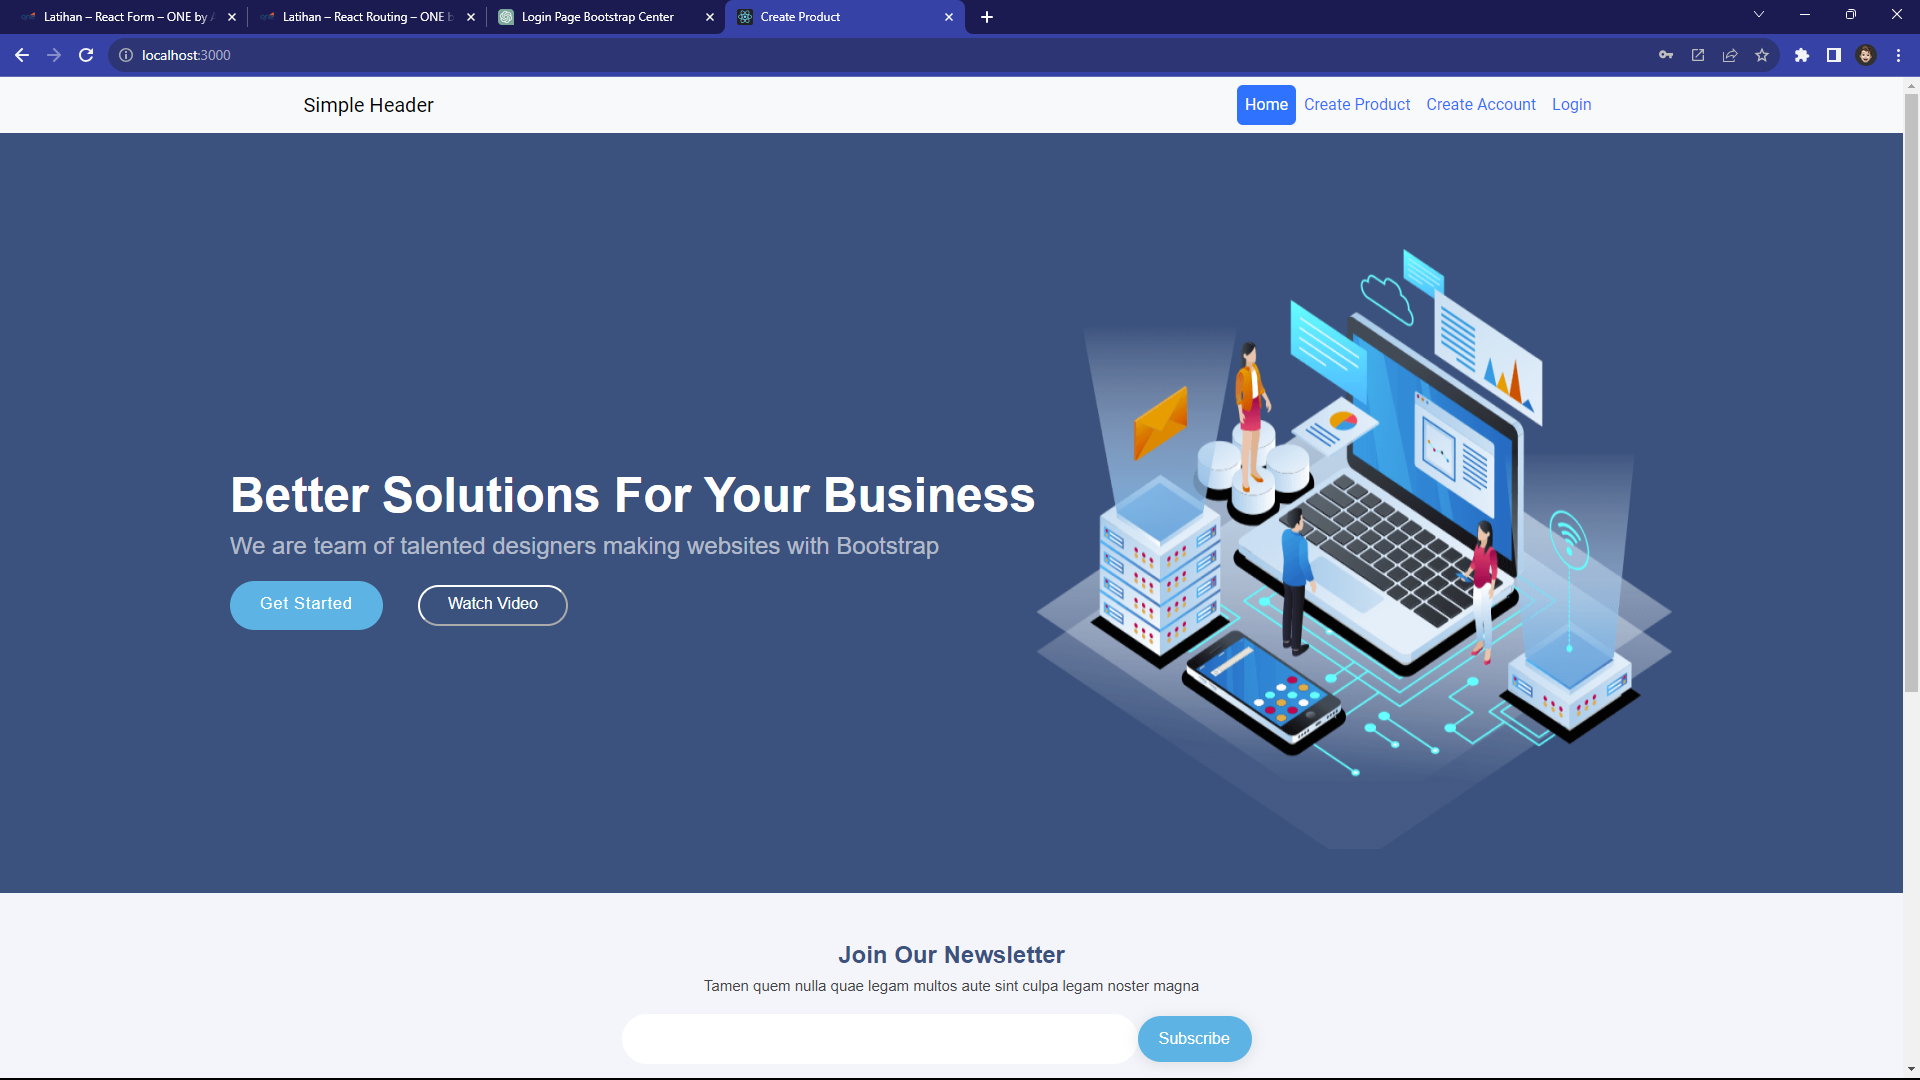 Latihan – React Form – ONE by
Latihan – React Routing – ONE b
Login Page Bootstrap Center
Create Product
localhost:3000
Simple Header
Home
Create Product
Create Account
Login
Better Solutions For Your Business
We are team of talented designers making websites with Bootstrap
Get Started
Watch Video
Join Our Newsletter
Tamen quem nulla quae legam multos aute sint culpa legam noster magna
Subscribe